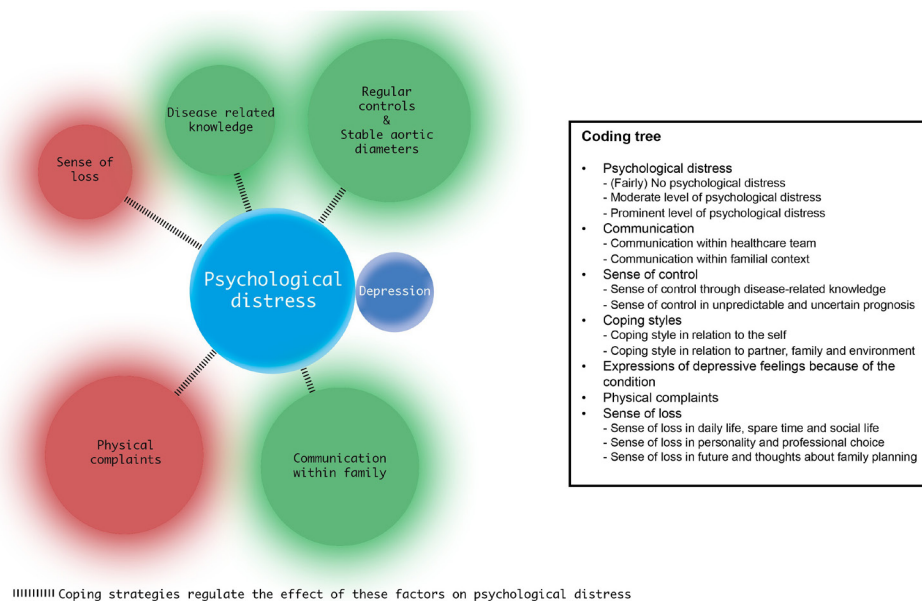 Regular
controls
&
Stable aortic
diameters
Disease related
knowledge
Sense of
loss
Psychological
distress
Depression
Physical
complaints
Communication
within family
Coping strategies regulate the effect of these factors on psychological distress
Coding tree
• Psychological distress
- (Fairly) No psychological distress
- Moderate level of psychological distress
- Prominent level of psychological distress
• Communication
- Communication within healthcare team
- Communication within familial context
• Sense of control
- Sense of control through disease-related knowledge
- Sense of control in unpredictable and uncertain prognosis
• Coping styles
- Coping style in relation to the self
- Coping style in relation to partner, family and environment
• Expressions of depressive feelings because of the
condition
• Physical complaints
• Sense of loss
- Sense of loss in daily life, spare time and social life
- Sense of loss in personality and professional choice
- Sense of loss in future and thoughts about family planning